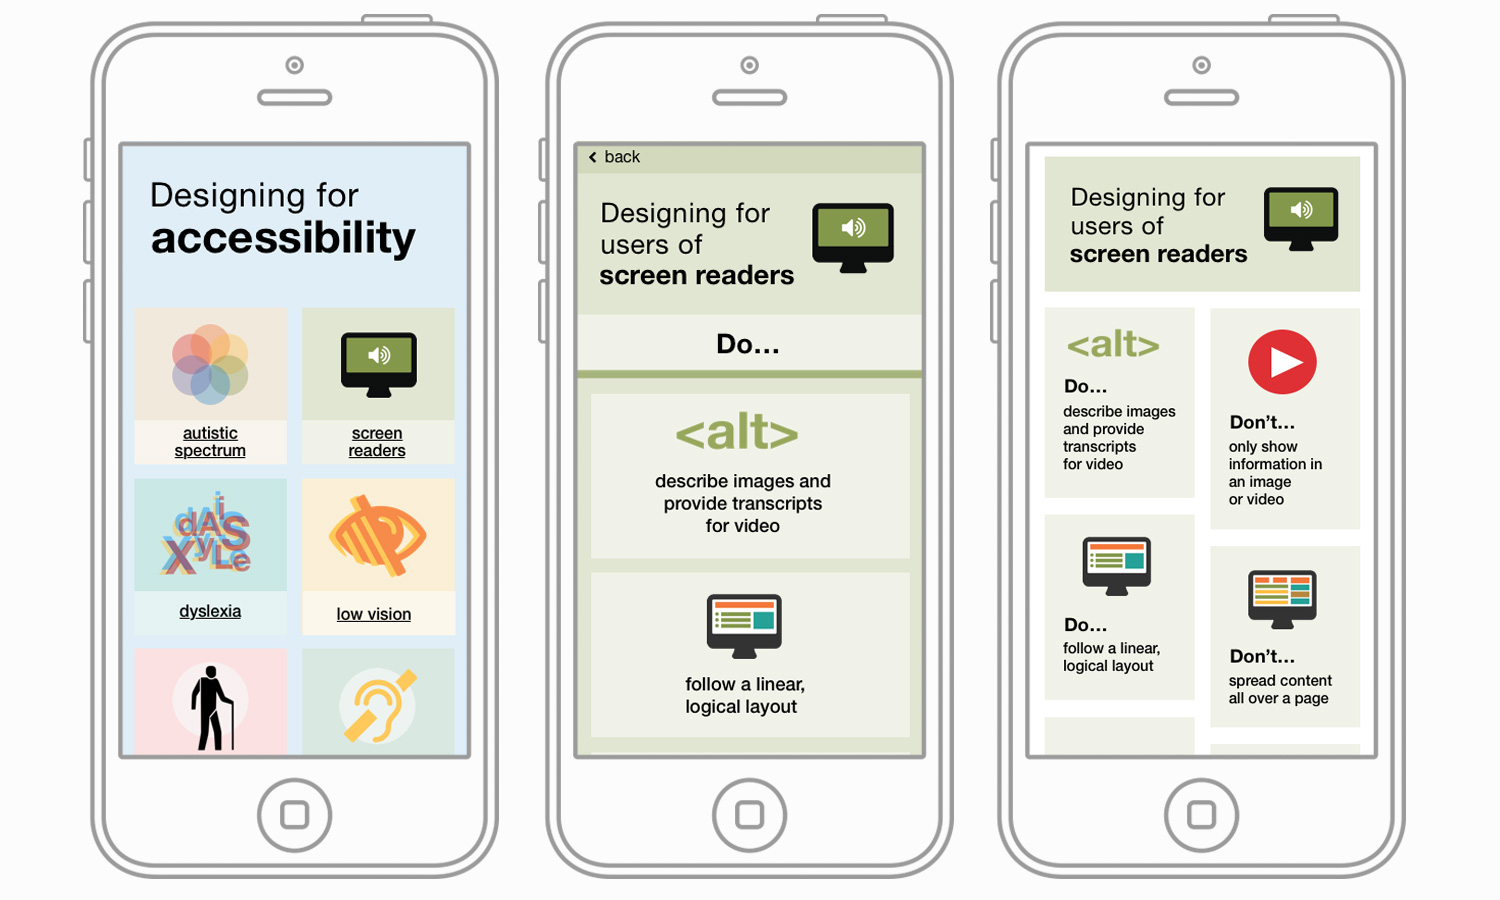 Designing for
accessibility
autistic
spectrum
screen
readers
dyslexia
low vision
back
Designing for
users of
screen readers
Do...
<alt>
describe images and
provide transcripts
for video
follow a linear,
logical layout
Designing for
users of
screen readers
<alt>
Do...
describe images
and provide
transcripts
for video
Don't...
only show
information in
an image
or video
Do...
follow a linear,
logical layout
Don't...
spread content
all over a page